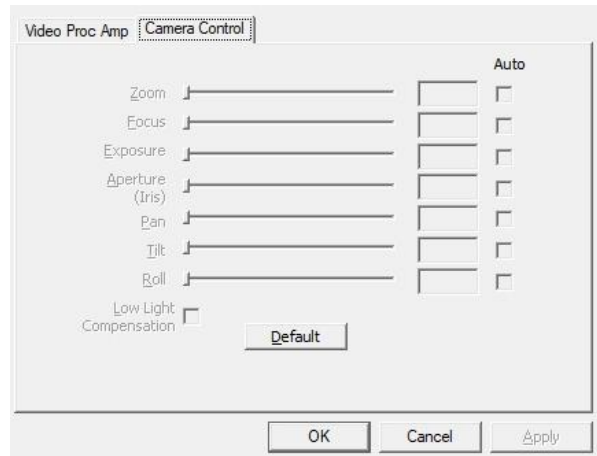 Video Proc Amp Camera Control
Auto
Zoom
Focus
Exposure
Aperture
(Iris)
Pan
Tilt
Roll
Low Light
Compensation
Default
OK Cancel Apply